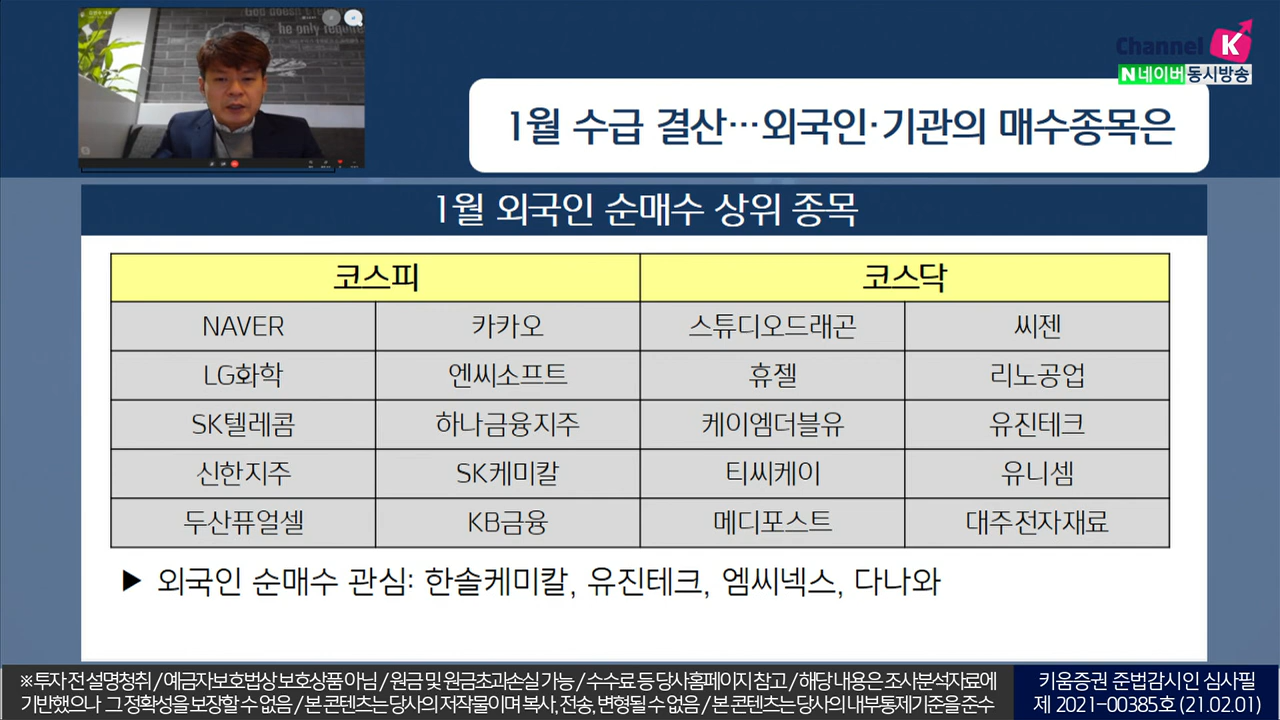 God doesn't
he only require
Channel K
N네이버 동시방송
1월 수급 결산…외국인·기관의 매수종목은
1월 외국인 순매수 상위 종목
코스피 코스닥
NAVER 카카오 스튜디오드래곤 씨젠
LG화학 엔씨소프트 휴젤 리노공업
SK텔레콤 하나금융지주 케이엠더블유 유진테크
신한지주 SK케미칼 티씨케이 유니셈
두산퓨얼셀 KB금융 메디포스트 대주전자재료
▶ 외국인 순매수 관심: 한솔케미칼, 유진테크, 엠씨넥스, 다나와
※투자 전 설명청취 / 예금자보호법상 보호상품 아님 / 원금 및 원금초과손실 가능 / 수수료 등 당사홈페이지 참고 / 해당 내용은 조사분석자료에
기반했으나 그 정확성을 보장할 수 없음 / 본 콘텐츠는 당사의 저작물이며 복사, 전송, 변형될 수 없음 / 본 콘텐츠는 당사의 내부통제기준을 준수
키움증권 준법감시인 심사필
제 2021-00385호 (21.02.01)